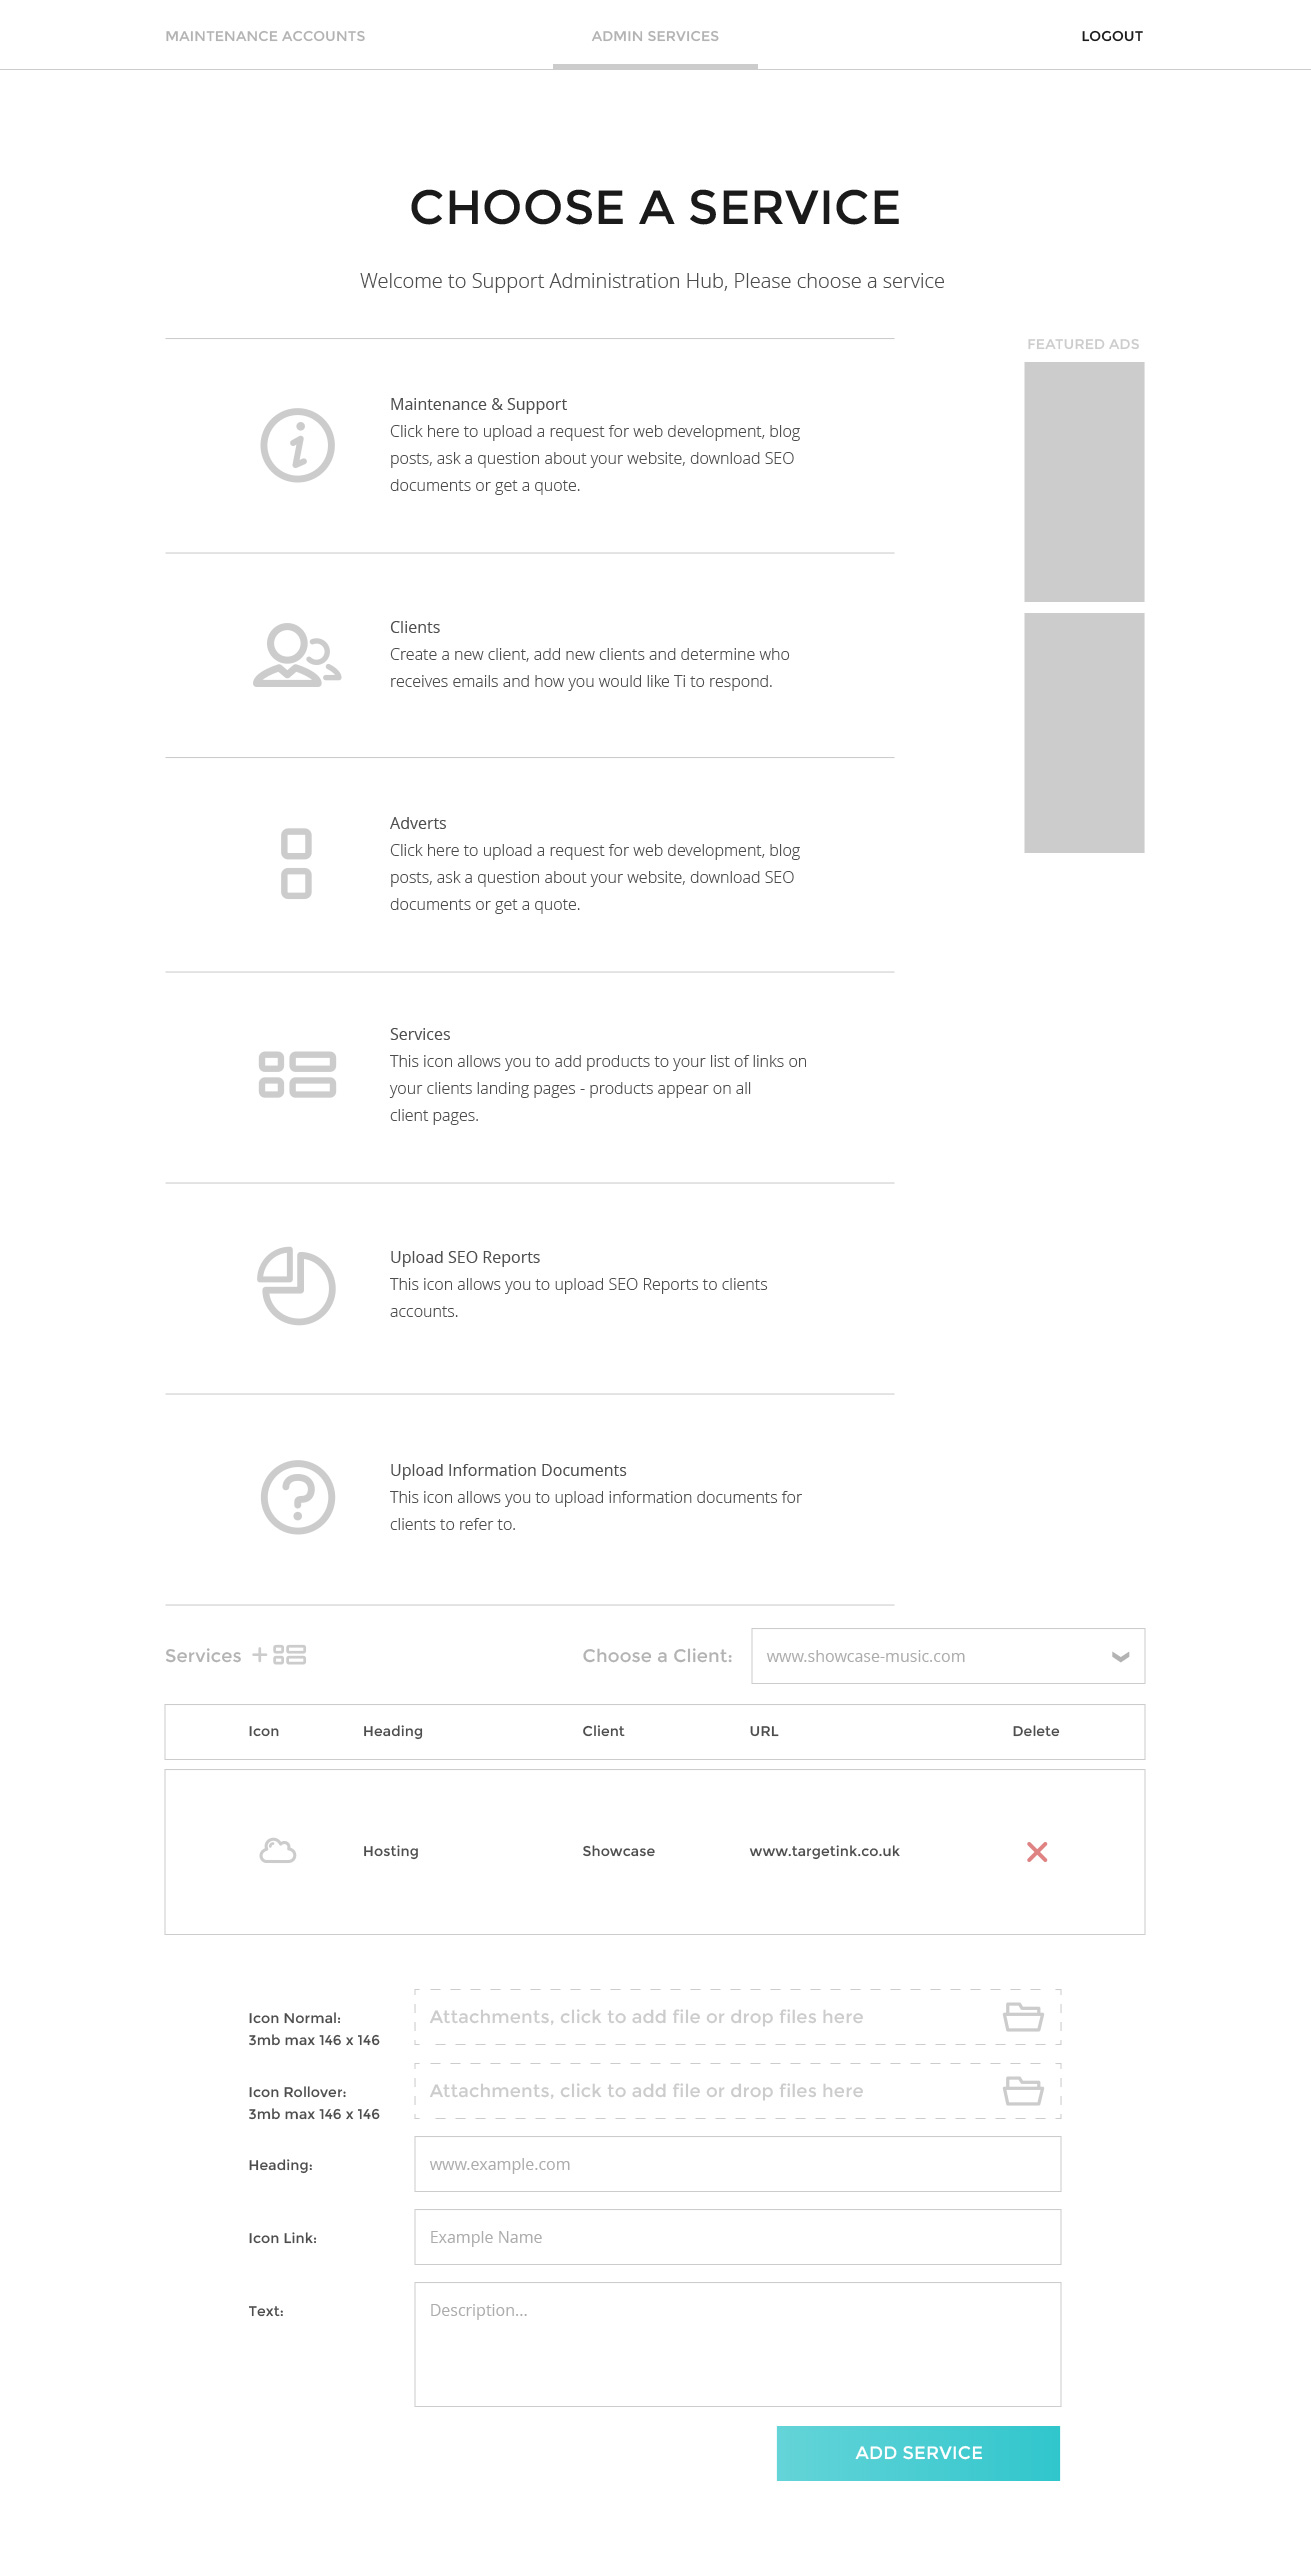 MAINTENANCE ACCOUNTS
ADMIN SERVICES
LOGOUT
CHOOSE A SERVICE
Welcome to Support Administration Hub, Please choose a service
FEATURED ADS
Maintenance & Support
Click here to upload a request for web development, blog
posts, ask a question about your website, download SEO
documents or get a quote.
Clients
Create a new client, add new clients and determine who
receives emails and how you would like Ti to respond.
Adverts
Click here to upload a request for web development, blog
posts, ask a question about your website, download SEO
documents or get a quote.
Services
This icon allows you to add products to your list of links on
your clients landing pages - products appear on all
client pages.
Upload SEO Reports
This icon allows you to upload SEO Reports to clients
accounts.
Upload Information Documents
This icon allows you to upload information documents for
clients to refer to.
Services +
Choose a Client:
www.showcase-music.com
Icon Heading Client URL Delete
Hosting Showcase www.targetink.co.uk
Icon Normal:
3mb max 146 x 146
Attachments, click to add file or drop files here
Icon Rollover:
3mb max 146 x 146
Attachments, click to add file or drop files here
Heading:
www.example.com
Icon Link:
Example Name
Text:
Description...
ADD SERVICE